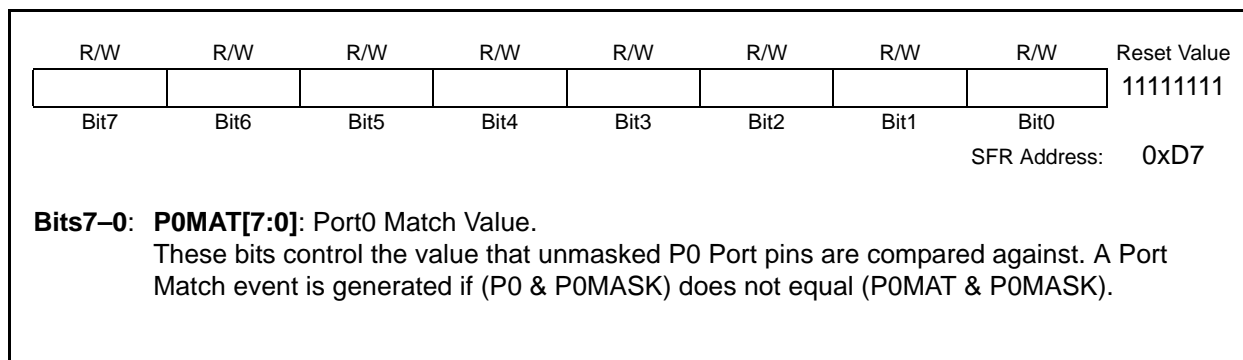 R/W R/W R/W R/W R/W R/W R/W R/W Reset Value
11111111
Bit7 Bit6 Bit5 Bit4 Bit3 Bit2 Bit1 Bit0
SFR Address: 0xD7
Bits7–0: P0MAT[7:0]: Port0 Match Value.
These bits control the value that unmasked P0 Port pins are compared against. A Port
Match event is generated if (P0 & P0MASK) does not equal (P0MAT & P0MASK).